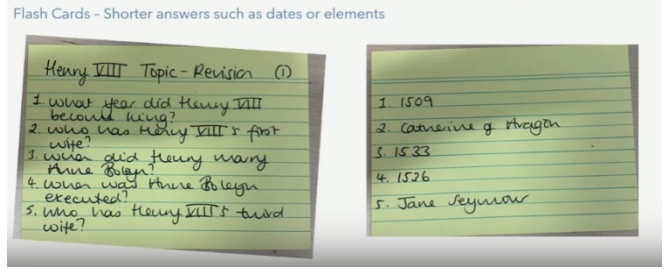 Flash Cards – Shorter answers such as dates or elements
Henry VIII Topic - Revision (1)
1. What year did Henry VIII
become king?
2. who was Henry VIII's first
wife?
3. when did Henry marry
Anne Boleyn?
4. when was Anne Boleyn
executed?
5. who was Henry VIII's third
wife?
1. 1509
2. Catherine of Aragon
3. 1533
4. 1536
5. Jane Seymour